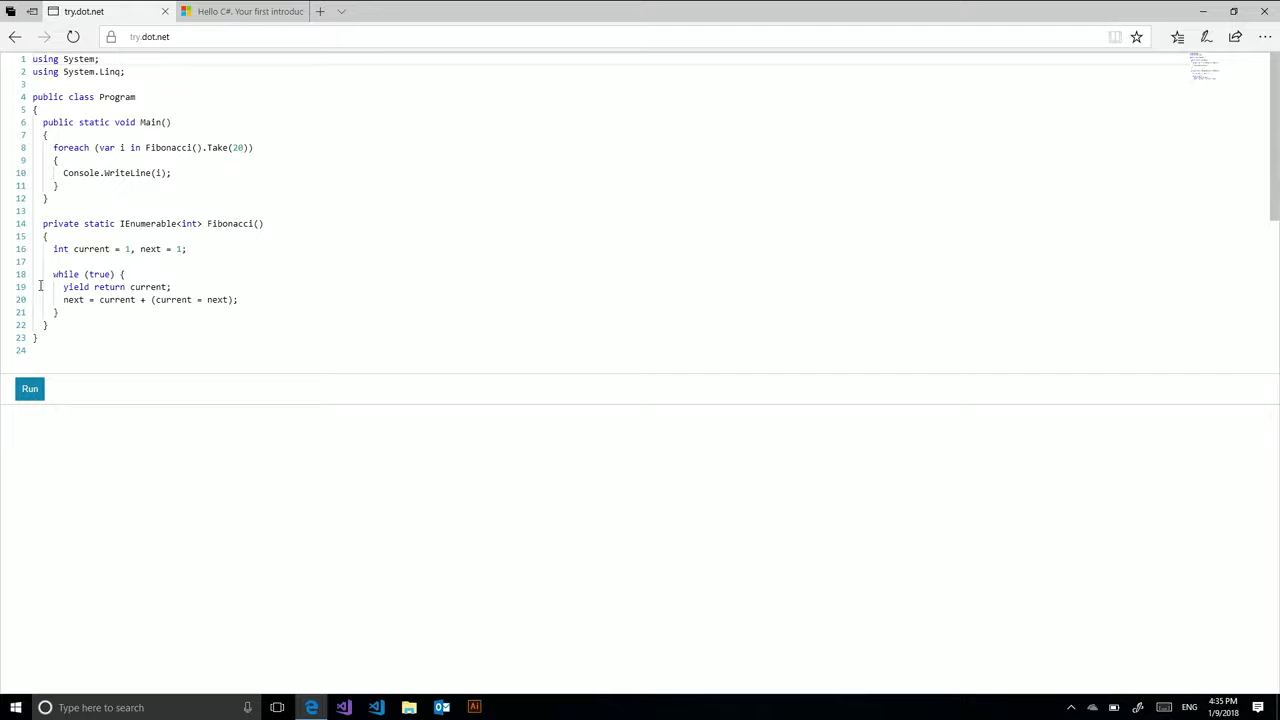 try.dot.net
Hello C#. Your first introduc
try.dot.net
1 using System;
2 using System.Linq;
3
4 public class Program
5 {
6 public static void Main()
7 {
8 foreach (var i in Fibonacci().Take(20))
9 {
10 Console.WriteLine(i);
11 }
12 }
13
14 private static IEnumerable<int> Fibonacci()
15 {
16 int current = 1, next = 1;
17
18 while (true) {
19 yield return current;
20 next = current + (current = next);
21 }
22 }
23 }
24
Run
Type here to search
Ai
ENG
4:35 PM
1/9/2018